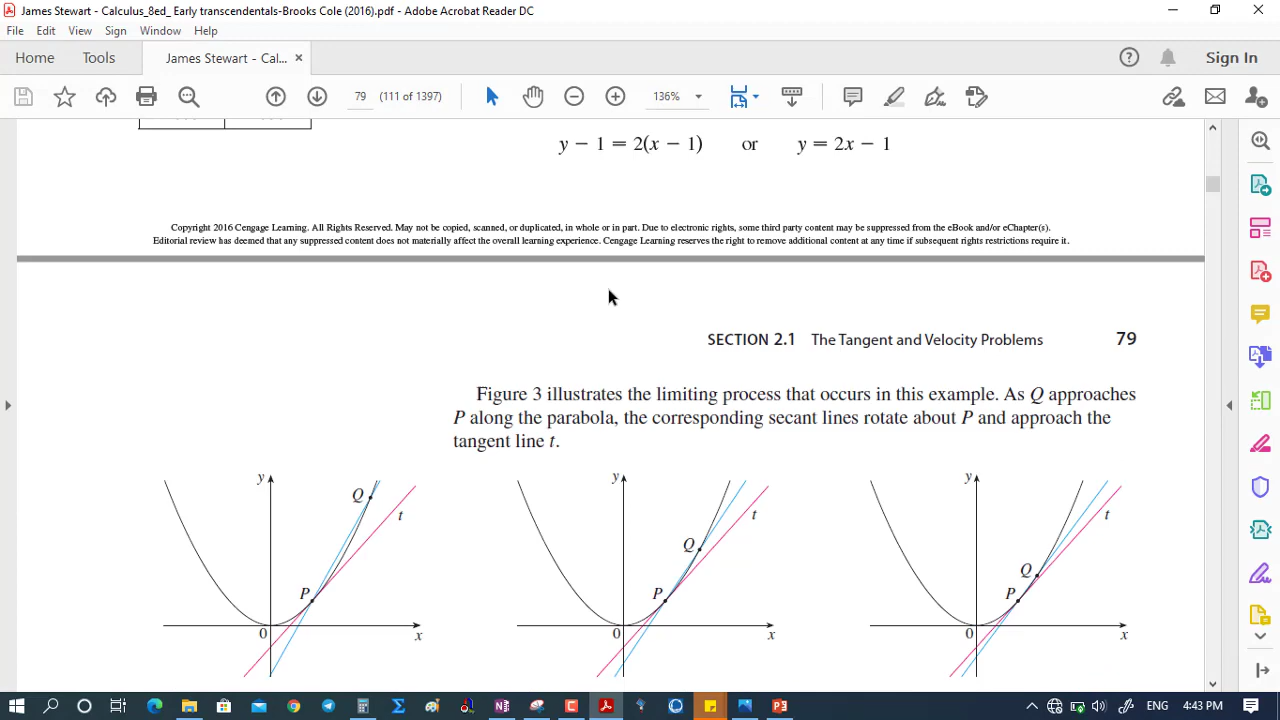 James Stewart - Calculus_8ed_ Early transcendentals-Brooks Cole (2016).pdf - Adobe Acrobat Reader DC
File Edit View Sign Window Help
Home Tools James Stewart - Cal... × Sign In
79 (111 of 1397) 136%
y − 1 = 2(x − 1) or y = 2x − 1
Copyright 2016 Cengage Learning. All Rights Reserved. May not be copied, scanned, or duplicated, in whole or in part. Due to electronic rights, some third party content may be suppressed from the eBook and/or eChapter(s).
Editorial review has deemed that any suppressed content does not materially affect the overall learning experience. Cengage Learning reserves the right to remove additional content at any time if subsequent rights restrictions require it.
SECTION 2.1 The Tangent and Velocity Problems 79
Figure 3 illustrates the limiting process that occurs in this example. As Q approaches
P along the parabola, the corresponding secant lines rotate about P and approach the
tangent line t.
y Q t P 0 x
y Q t P 0 x
y Q t P 0 x
ENG 4:43 PM